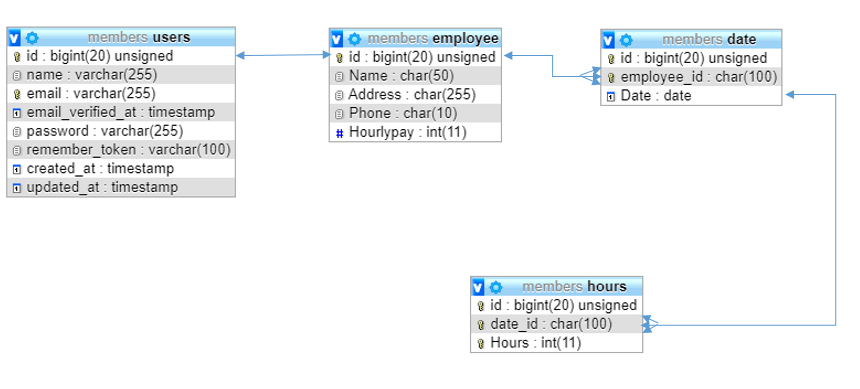 members users
id : bigint(20) unsigned
name : varchar(255)
email : varchar(255)
email_verified_at : timestamp
password : varchar(255)
remember_token : varchar(100)
created_at : timestamp
updated_at : timestamp
members employee
id : bigint(20) unsigned
Name : char(50)
Address : char(255)
Phone : char(10)
# Hourlypay : int(11)
members date
id : bigint(20) unsigned
employee_id : char(100)
Date : date
members hours
id : bigint(20) unsigned
date_id : char(100)
Hours : int(11)